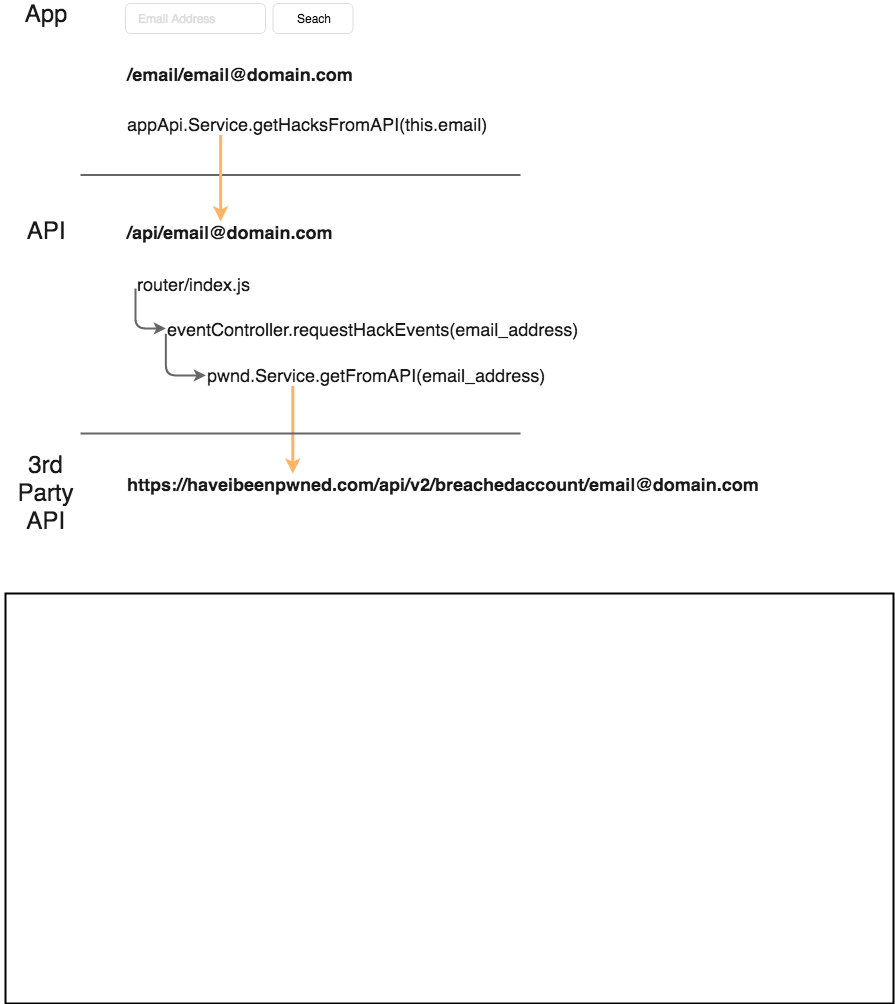 App
Email Address
Seach
/email/email@domain.com
appApi.Service.getHacksFromAPI(this.email)
API
/api/email@domain.com
router/index.js
eventController.requestHackEvents(email_address)
pwnd.Service.getFromAPI(email_address)
3rd
Party
API
https://haveibeenpwned.com/api/v2/breachedaccount/email@domain.com